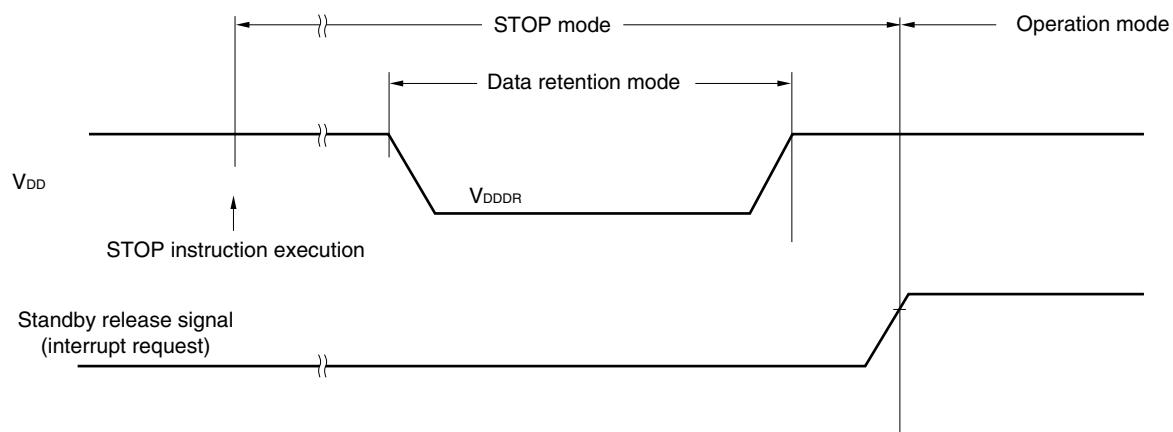 STOP mode
Operation mode
Data retention mode
VDD
VDDDR
STOP instruction execution
Standby release signal
(interrupt request)